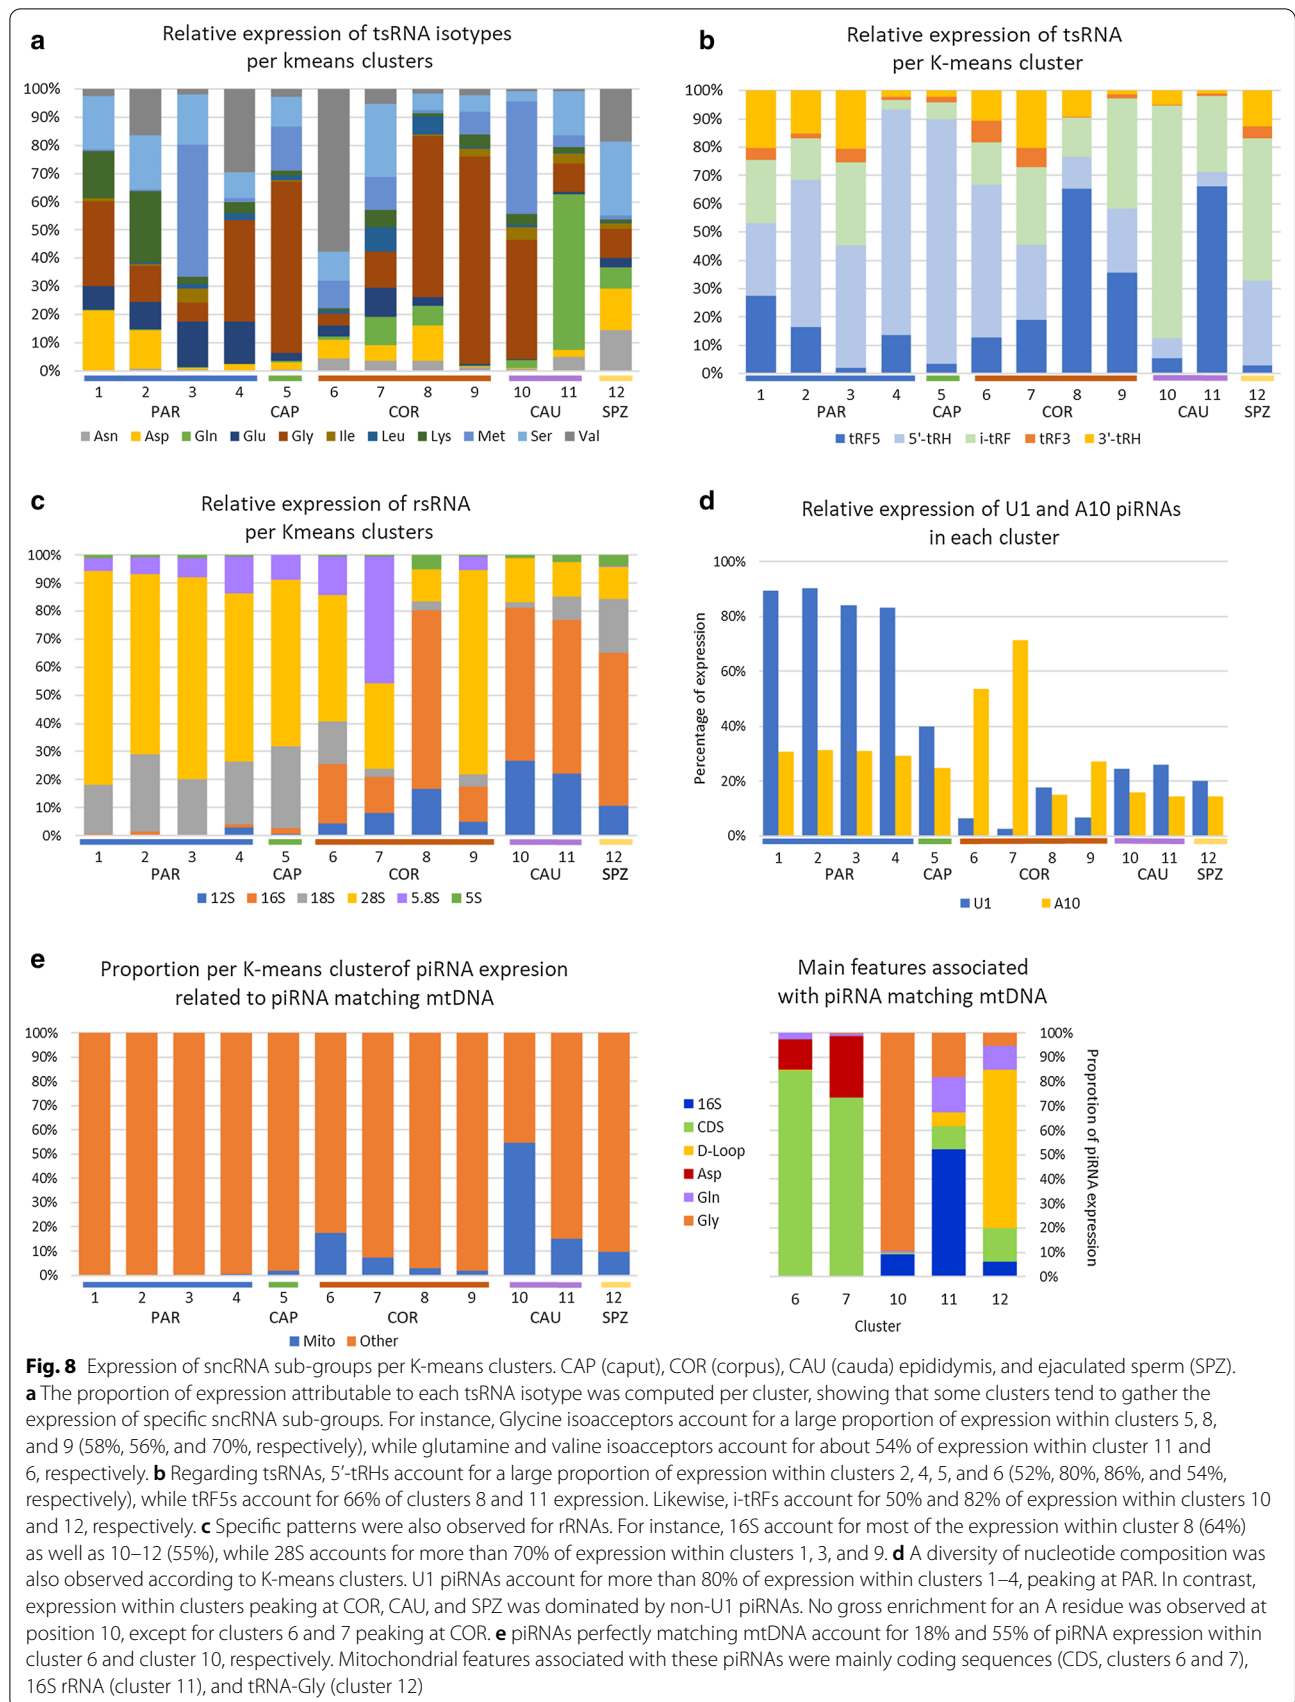 a
Relative expression of tsRNA isotypes
per kmeans clusters
100%
90%
80%
70%
60%
50%
40%
30%
20%
10%
0%
1 2 3 4 5 6 7 8 9 10 11 12
PAR CAP COR CAU SPZ
Asn Asp Gln Glu Gly Ile Leu Lys Met Ser Val
b
Relative expression of tsRNA
per K-means cluster
100%
90%
80%
70%
60%
50%
40%
30%
20%
10%
0%
1 2 3 4 5 6 7 8 9 10 11 12
PAR CAP COR CAU SPZ
tRF5 5'-tRH i-tRF tRF3 3'-tRH
c
Relative expression of rsRNA
per Kmeans clusters
100%
90%
80%
70%
60%
50%
40%
30%
20%
10%
0%
1 2 3 4 5 6 7 8 9 10 11 12
PAR CAP COR CAU SPZ
12S 16S 18S 28S 5.8S 5S
d
Relative expression of U1 and A10 piRNAs
in each cluster
Percentage of expression
100%
80%
60%
40%
20%
0%
1 2 3 4 5 6 7 8 9 10 11 12
PAR CAP COR CAU SPZ
U1 A10
e
Proportion per K-means clusterof piRNA expresion
related to piRNA matching mtDNA
100%
90%
80%
70%
60%
50%
40%
30%
20%
10%
0%
1 2 3 4 5 6 7 8 9 10 11 12
PAR CAP COR CAU SPZ
Mito Other
Main features associated
with piRNA matching mtDNA
16S
CDS
D-Loop
Asp
Gln
Gly
100%
90%
80%
70%
60%
50%
40%
30%
20%
10%
0%
Proprotion of piRNA expression
6 7 10 11 12
Cluster
Fig. 8 Expression of sncRNA sub-groups per K-means clusters. CAP (caput), COR (corpus), CAU (cauda) epididymis, and ejaculated sperm (SPZ).
a The proportion of expression attributable to each tsRNA isotype was computed per cluster, showing that some clusters tend to gather the
expression of specific sncRNA sub-groups. For instance, Glycine isoacceptors account for a large proportion of expression within clusters 5, 8,
and 9 (58%, 56%, and 70%, respectively), while glutamine and valine isoacceptors account for about 54% of expression within cluster 11 and
6, respectively. b Regarding tsRNAs, 5′-tRHs account for a large proportion of expression within clusters 2, 4, 5, and 6 (52%, 80%, 86%, and 54%,
respectively), while tRF5s account for 66% of clusters 8 and 11 expression. Likewise, i-tRFs account for 50% and 82% of expression within clusters 10
and 12, respectively. c Specific patterns were also observed for rRNAs. For instance, 16S account for most of the expression within cluster 8 (64%)
as well as 10–12 (55%), while 28S accounts for more than 70% of expression within clusters 1, 3, and 9. d A diversity of nucleotide composition was
also observed according to K-means clusters. U1 piRNAs account for more than 80% of expression within clusters 1–4, peaking at PAR. In contrast,
expression within clusters peaking at COR, CAU, and SPZ was dominated by non-U1 piRNAs. No gross enrichment for an A residue was observed at
position 10, except for clusters 6 and 7 peaking at COR. e piRNAs perfectly matching mtDNA account for 18% and 55% of piRNA expression within
cluster 6 and cluster 10, respectively. Mitochondrial features associated with these piRNAs were mainly coding sequences (CDS, clusters 6 and 7),
16S rRNA (cluster 11), and tRNA-Gly (cluster 12)